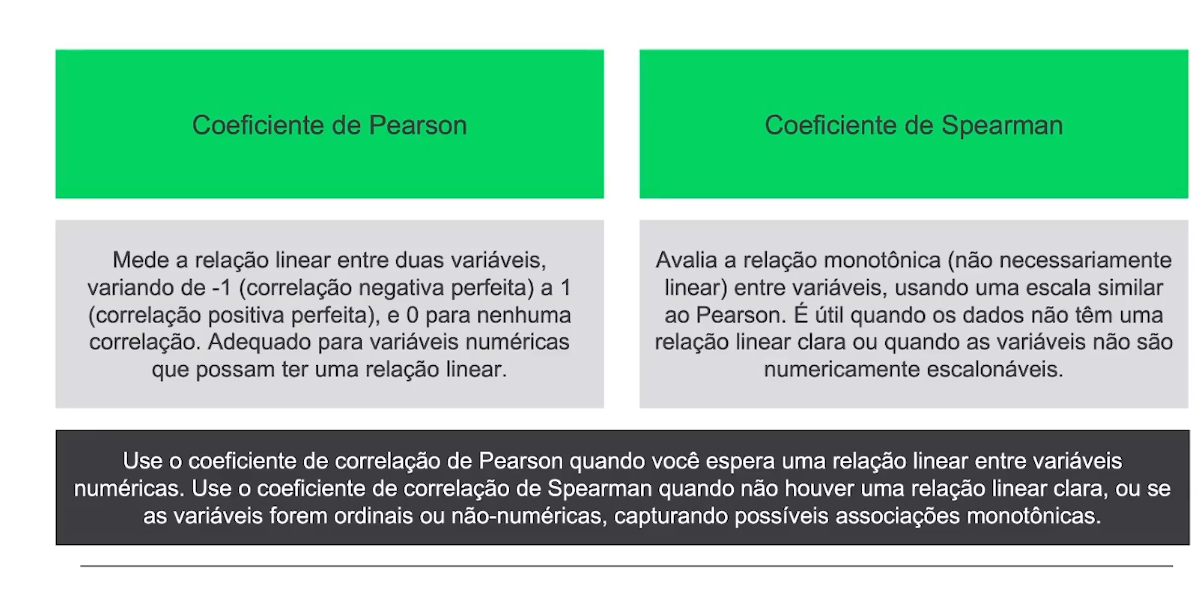 Coeficiente de Pearson
Coeficiente de Spearman
Mede a relação linear entre duas variáveis,
variando de -1 (correlação negativa perfeita) a 1
(correlação positiva perfeita), e 0 para nenhuma
correlação. Adequado para variáveis numéricas
que possam ter uma relação linear.
Avalia a relação monotônica (não necessariamente
linear) entre variáveis, usando uma escala similar
ao Pearson. É útil quando os dados não têm uma
relação linear clara ou quando as variáveis não são
numericamente escalonáveis.
Use o coeficiente de correlação de Pearson quando você espera uma relação linear entre variáveis
numéricas. Use o coeficiente de correlação de Spearman quando não houver uma relação linear clara, ou se
as variáveis forem ordinais ou não-numéricas, capturando possíveis associações monotônicas.